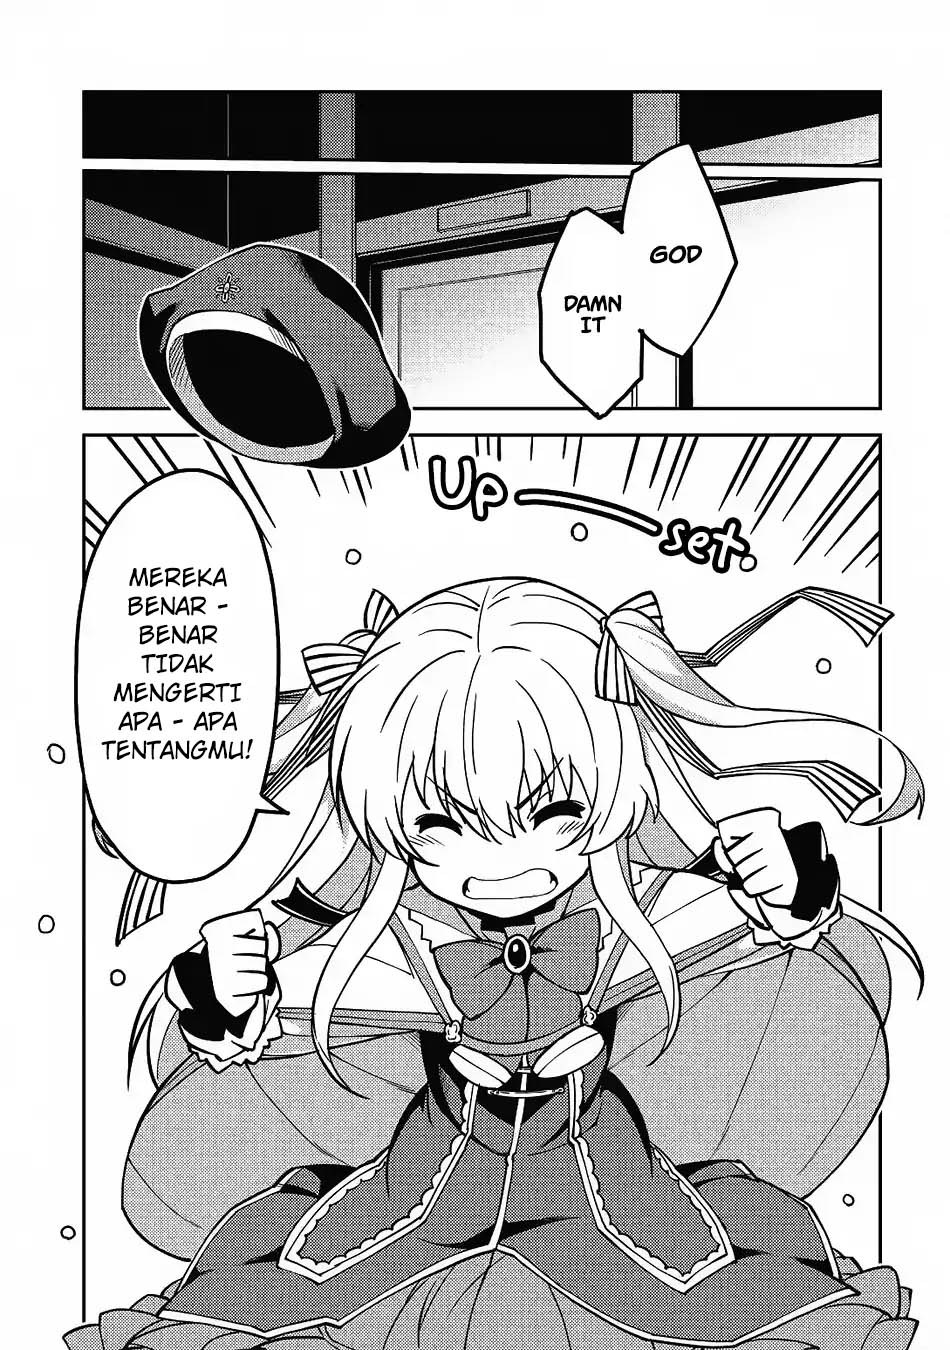 GOD
DAMN
IT
Up — set.
MEREKA
BENAR -
BENAR
TIDAK
MENGERTI
APA - APA
TENTANGMU!